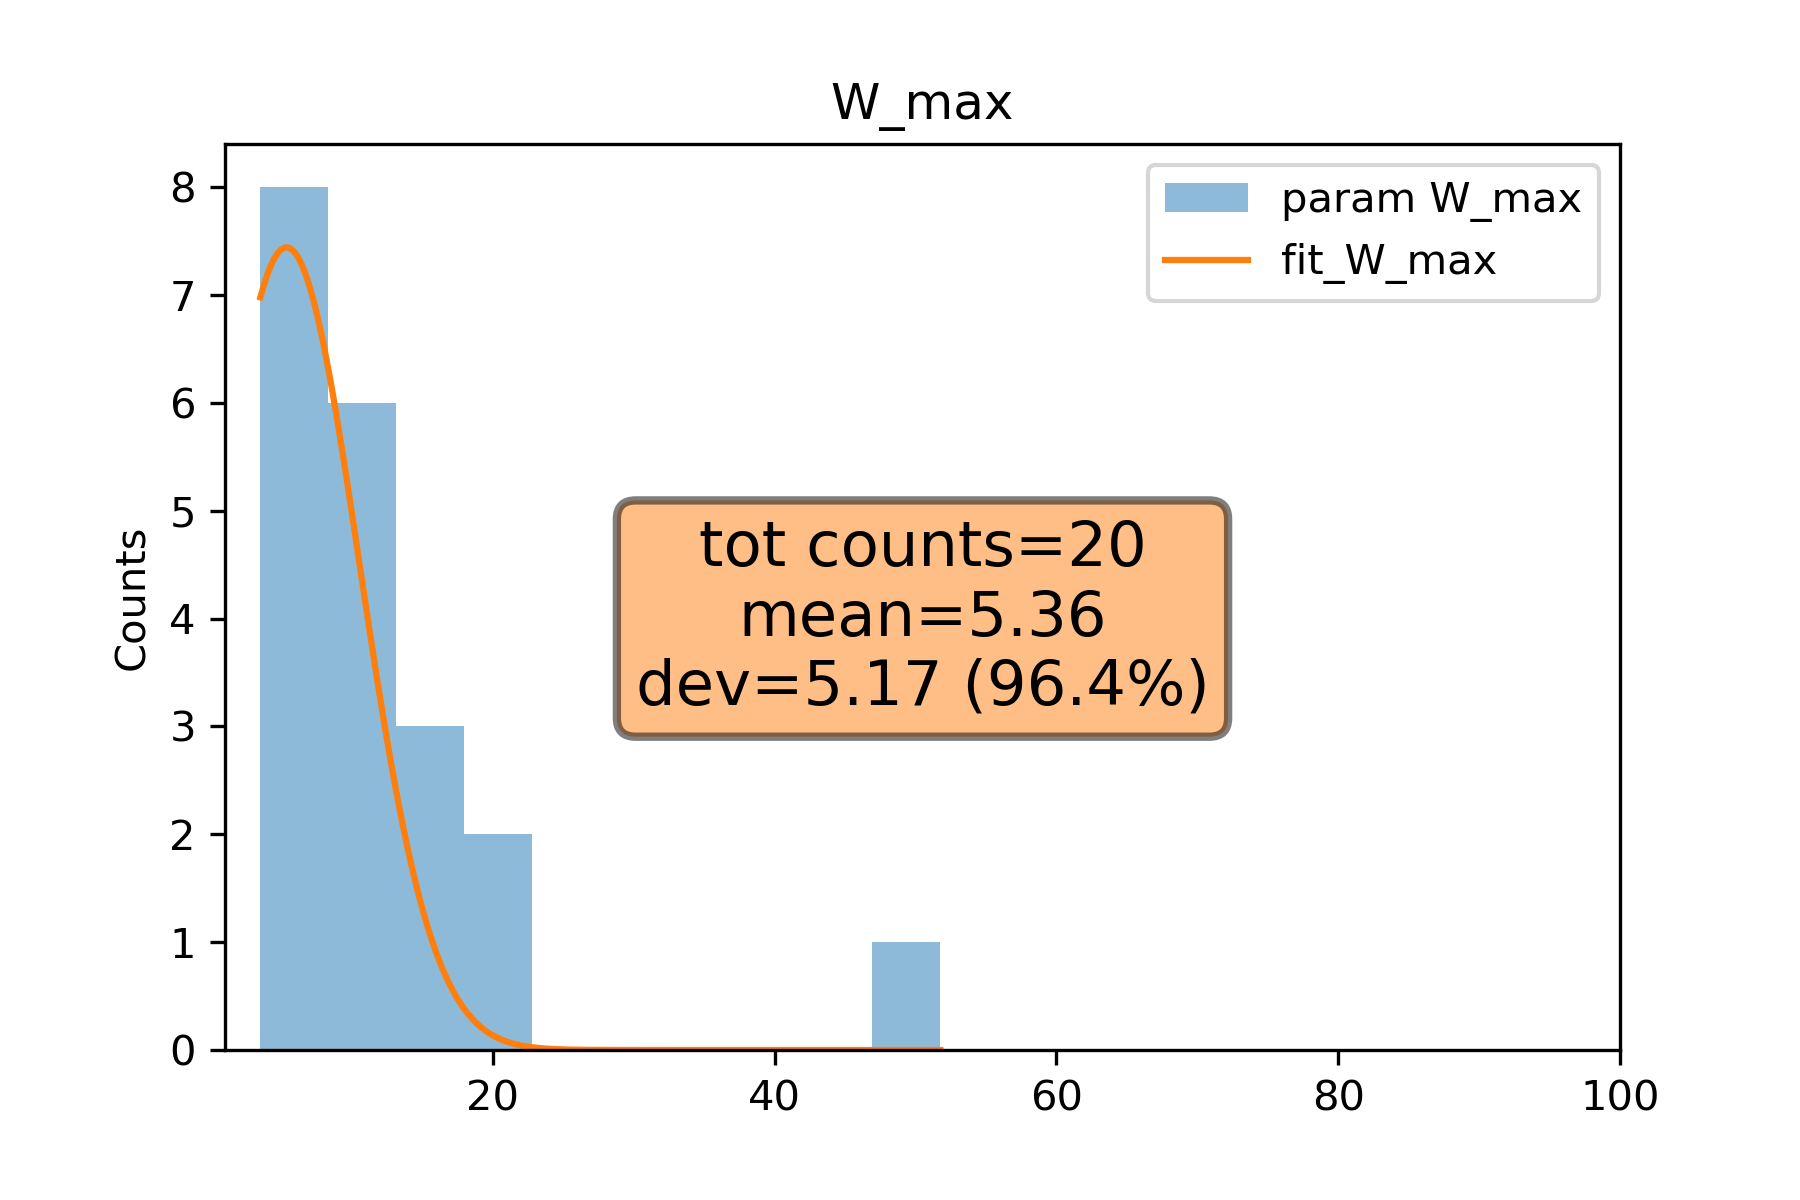 W_max
param W_max
fit_W_max
Counts
8
7
6
5
4
3
2
1
0
tot counts=20
mean=5.36
dev=5.17 (96.4%)
20
40
60
80
100